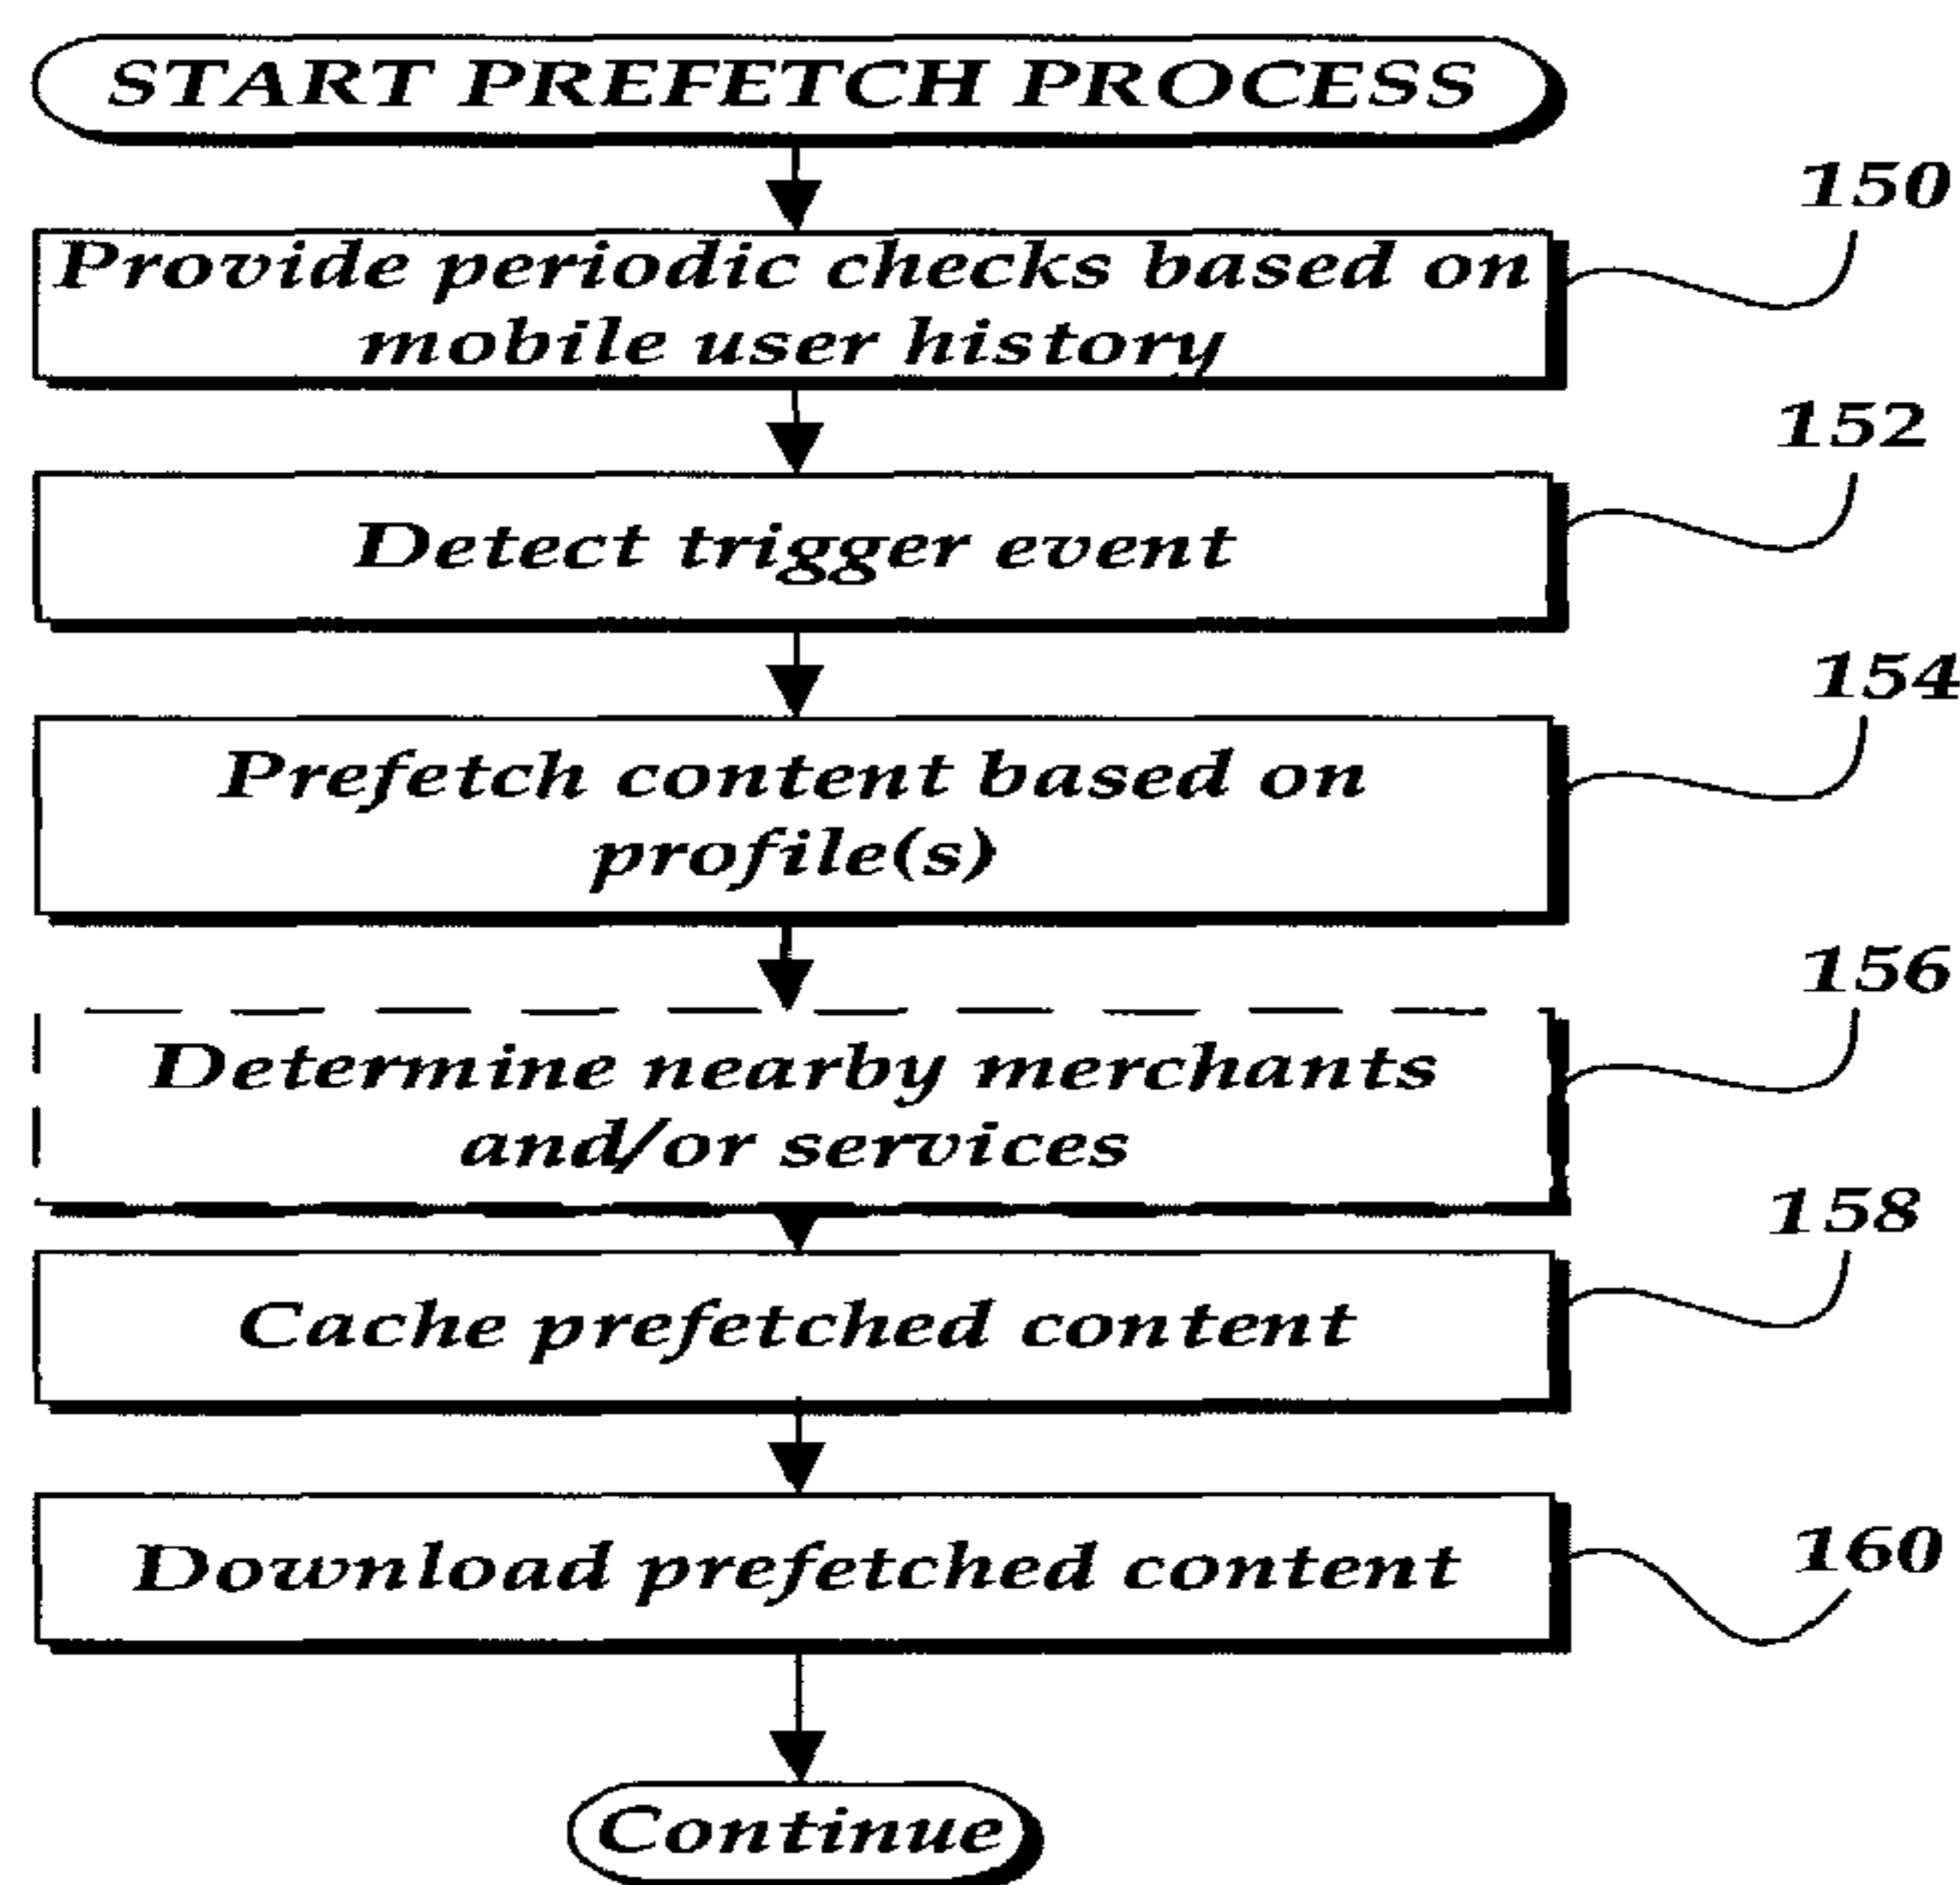 START PREFETCH PROCESS
150
Provide periodic checks based on
mobile user history
152
Detect trigger event
154
Prefetch content based on
profile(s)
156
Determine nearby merchants
and/or services
158
Cache prefetched content
160
Download prefetched content
Continue